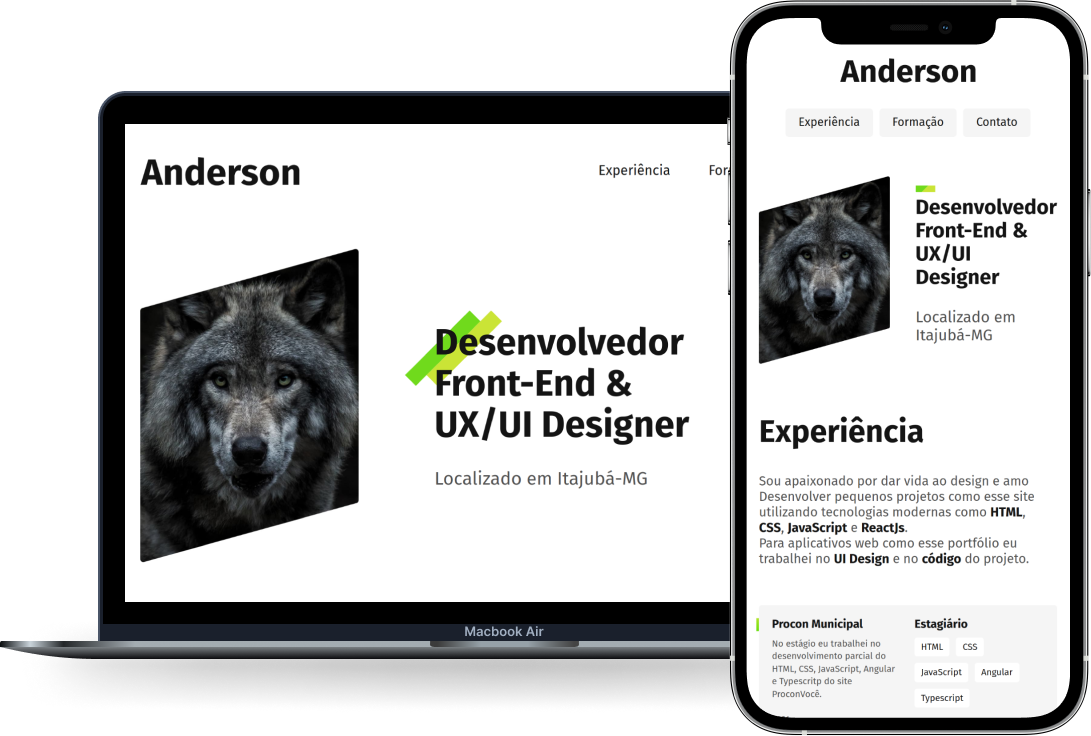 Anderson
Experiência
For
Desenvolvedor
Front-End &
UX/UI Designer
Localizado em Itajubá-MG
Macbook Air
Anderson
Experiência
Formação
Contato
Desenvolvedor
Front-End &
UX/UI
Designer
Localizado em
Itajubá-MG
Experiência
Sou apaixonado por dar vida ao design e amo
Desenvolver pequenos projetos como esse site
utilizando tecnologias modernas como HTML,
CSS, JavaScript e ReactJs.
Para aplicativos web como esse portfólio eu
trabalhei no UI Design e no código do projeto.
Procon Municipal
No estágio eu trabalhei no
desenvolvimento parcial do
HTML, CSS, JavaScript, Angular
e Typescritp do site
ProconVocê.
Estagiário
HTML
CSS
JavaScript
Angular
Typescript